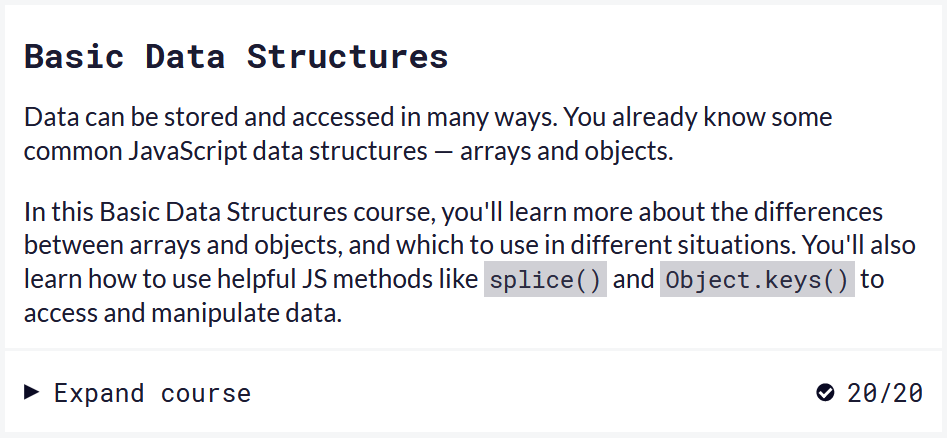 Basic Data Structures
Data can be stored and accessed in many ways. You already know some
common JavaScript data structures — arrays and objects.
In this Basic Data Structures course, you'll learn more about the differences
between arrays and objects, and which to use in different situations. You'll also
learn how to use helpful JS methods like splice() and Object.keys() to
access and manipulate data.
Expand course 20/20